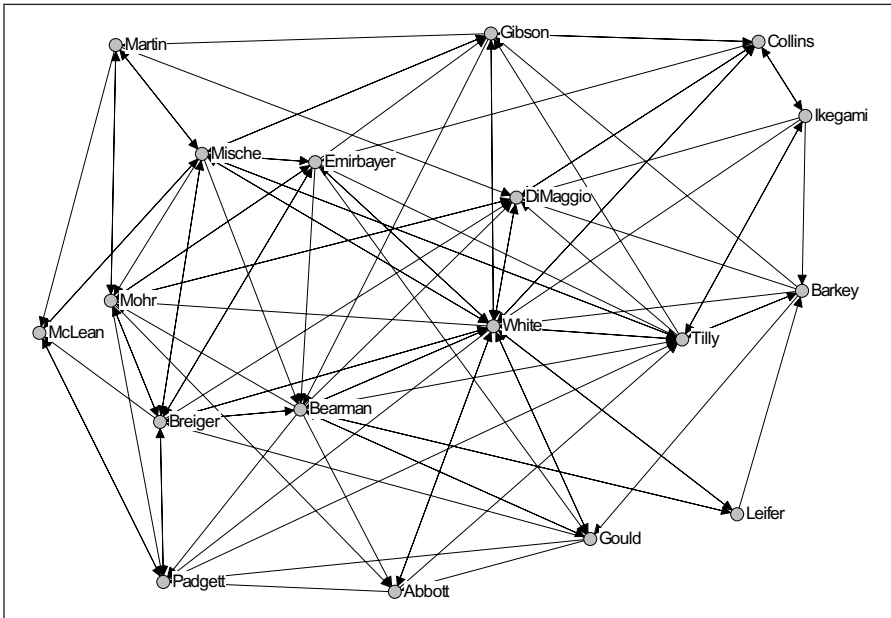 Gibson
Collins
Martin
Ikegami
Mische
Emirbayer
DiMaggio
Barkey
Mohr
White
McLean
Tilly
Bearman
Breiger
Leifer
Gould
Padgett
Abbott